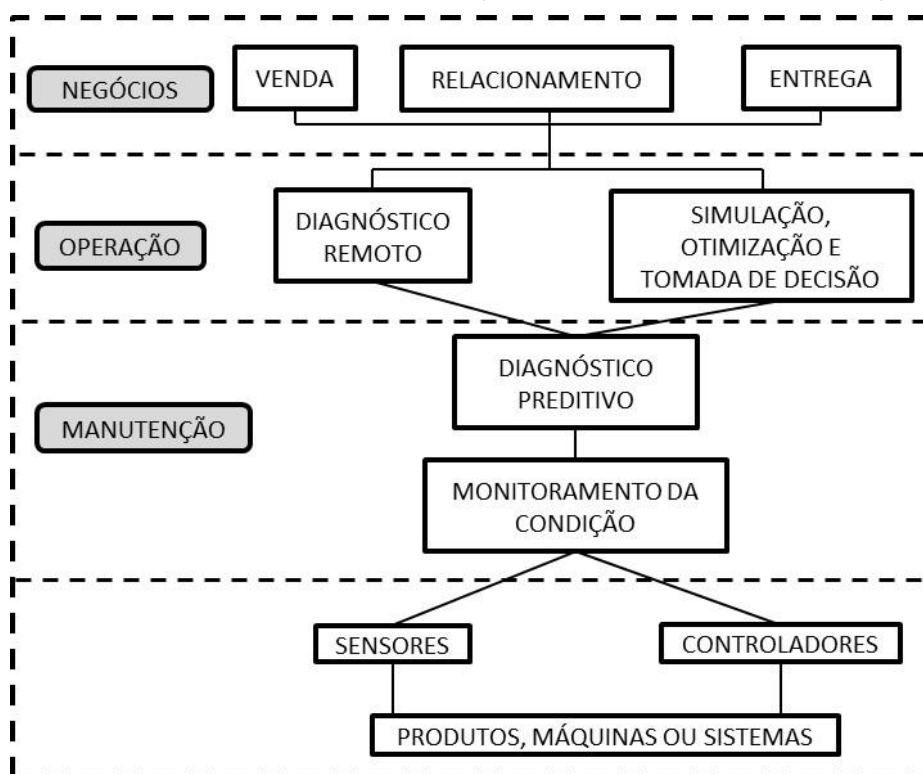 NEGÓCIOS
VENDA
RELACIONAMENTO
ENTREGA
OPERAÇÃO
DIAGNÓSTICO
REMOTO
SIMULAÇÃO,
OTIMIZAÇÃO E
TOMADA DE DECISÃO
MANUTENÇÃO
DIAGNÓSTICO
PREDITIVO
MONITORAMENTO DA
CONDIÇÃO
SENSORES
CONTROLADORES
PRODUTOS, MÁQUINAS OU SISTEMAS